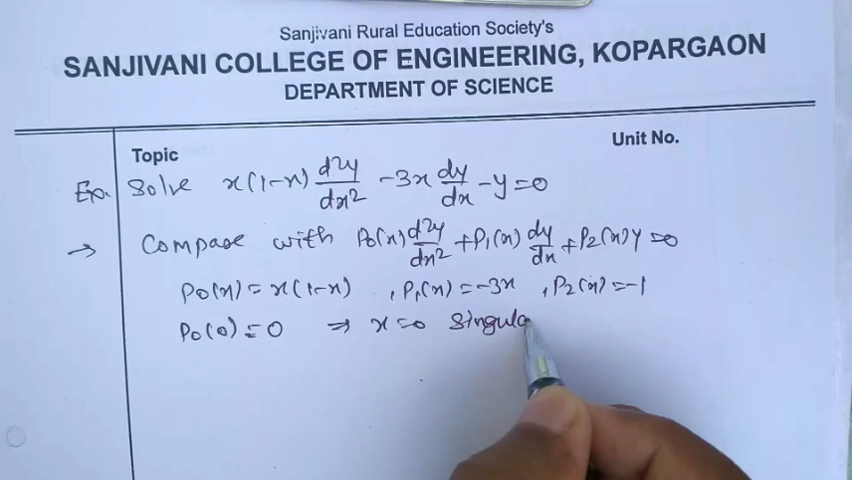 Sanjivani Rural Education Society's
SANJIVANI COLLEGE OF ENGINEERING, KOPARGAON
DEPARTMENT OF SCIENCE
Unit No.
Topic
Ex. Solve x(1-x) d²y/dx² - 3x dy/dx - y = 0
→ Compare with P₀(x) d²y/dx² + P₁(x) dy/dx + P₂(x)y = 0
P₀(x) = x(1-x) , P₁(x) = -3x , P₂(x) = -1
P₀(0) = 0 ⇒ x = 0 Singula